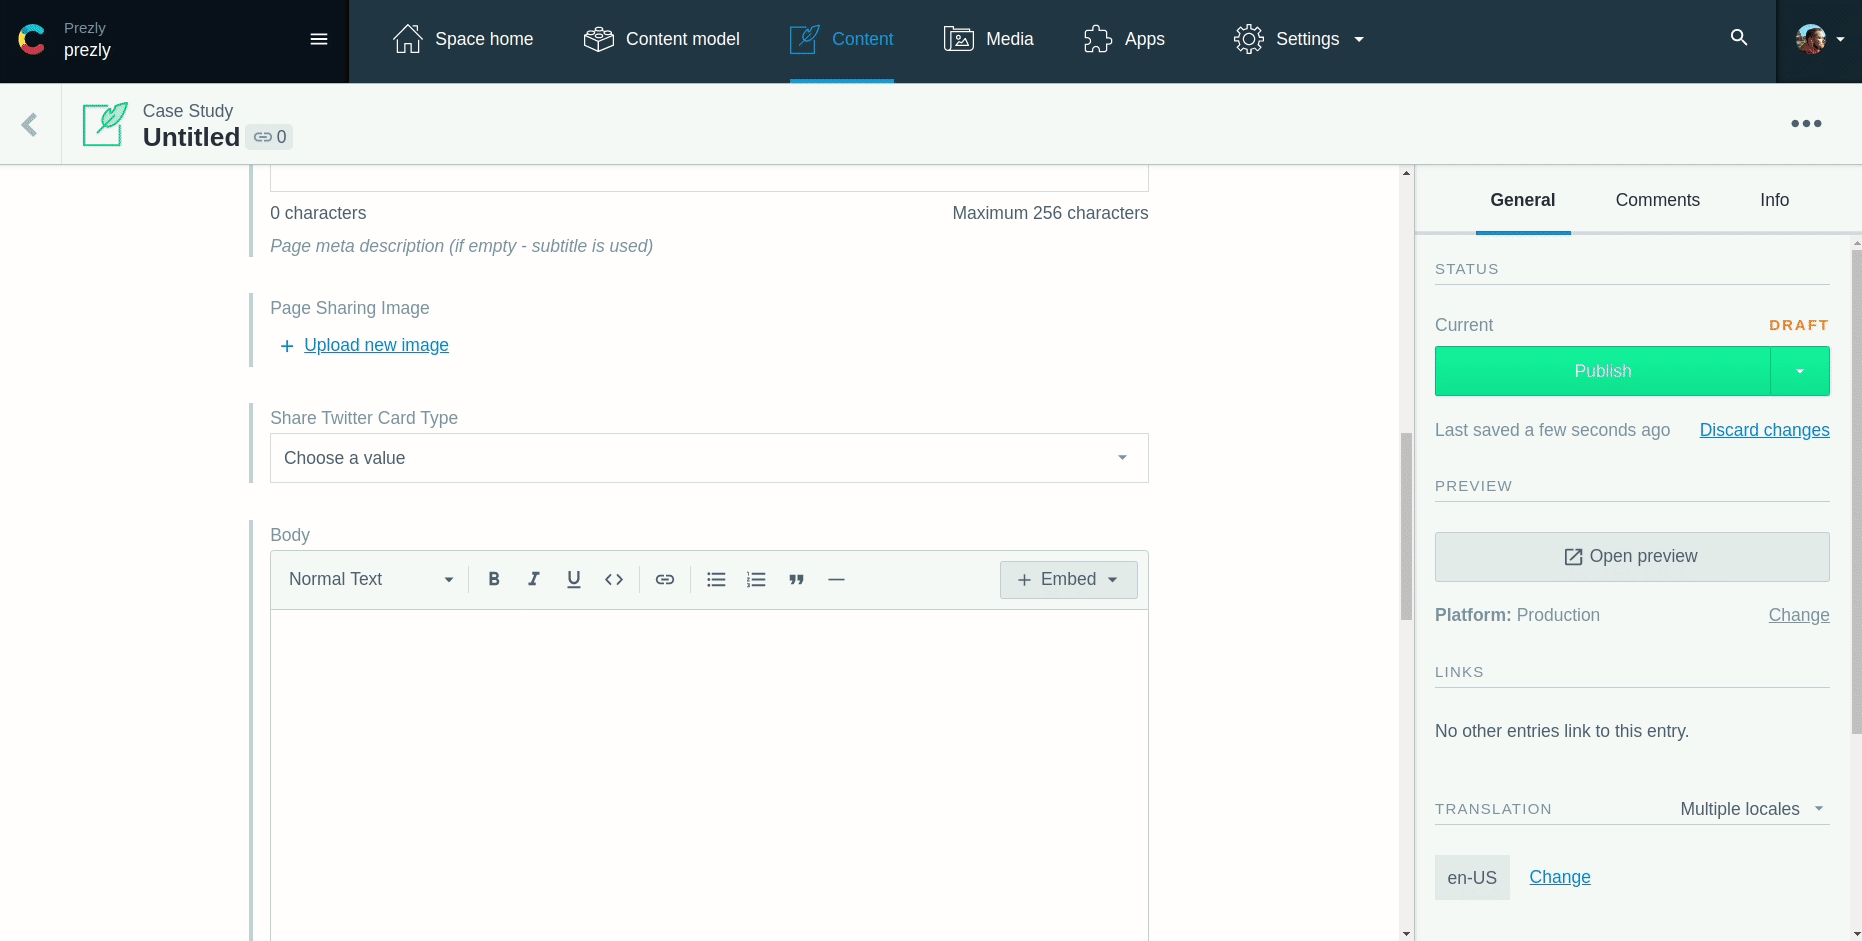 Prezly
prezly
Space home
Content model
Content
Media
Apps
Settings
Case Study
Untitled
0
0 characters
Maximum 256 characters
Page meta description (if empty - subtitle is used)
Page Sharing Image
+ Upload new image
Share Twitter Card Type
Choose a value
Body
Normal Text
B I U <>
+ Embed
General
Comments
Info
STATUS
Current
DRAFT
Publish
Last saved a few seconds ago
Discard changes
PREVIEW
Open preview
Platform: Production
Change
LINKS
No other entries link to this entry.
TRANSLATION
Multiple locales
en-US
Change